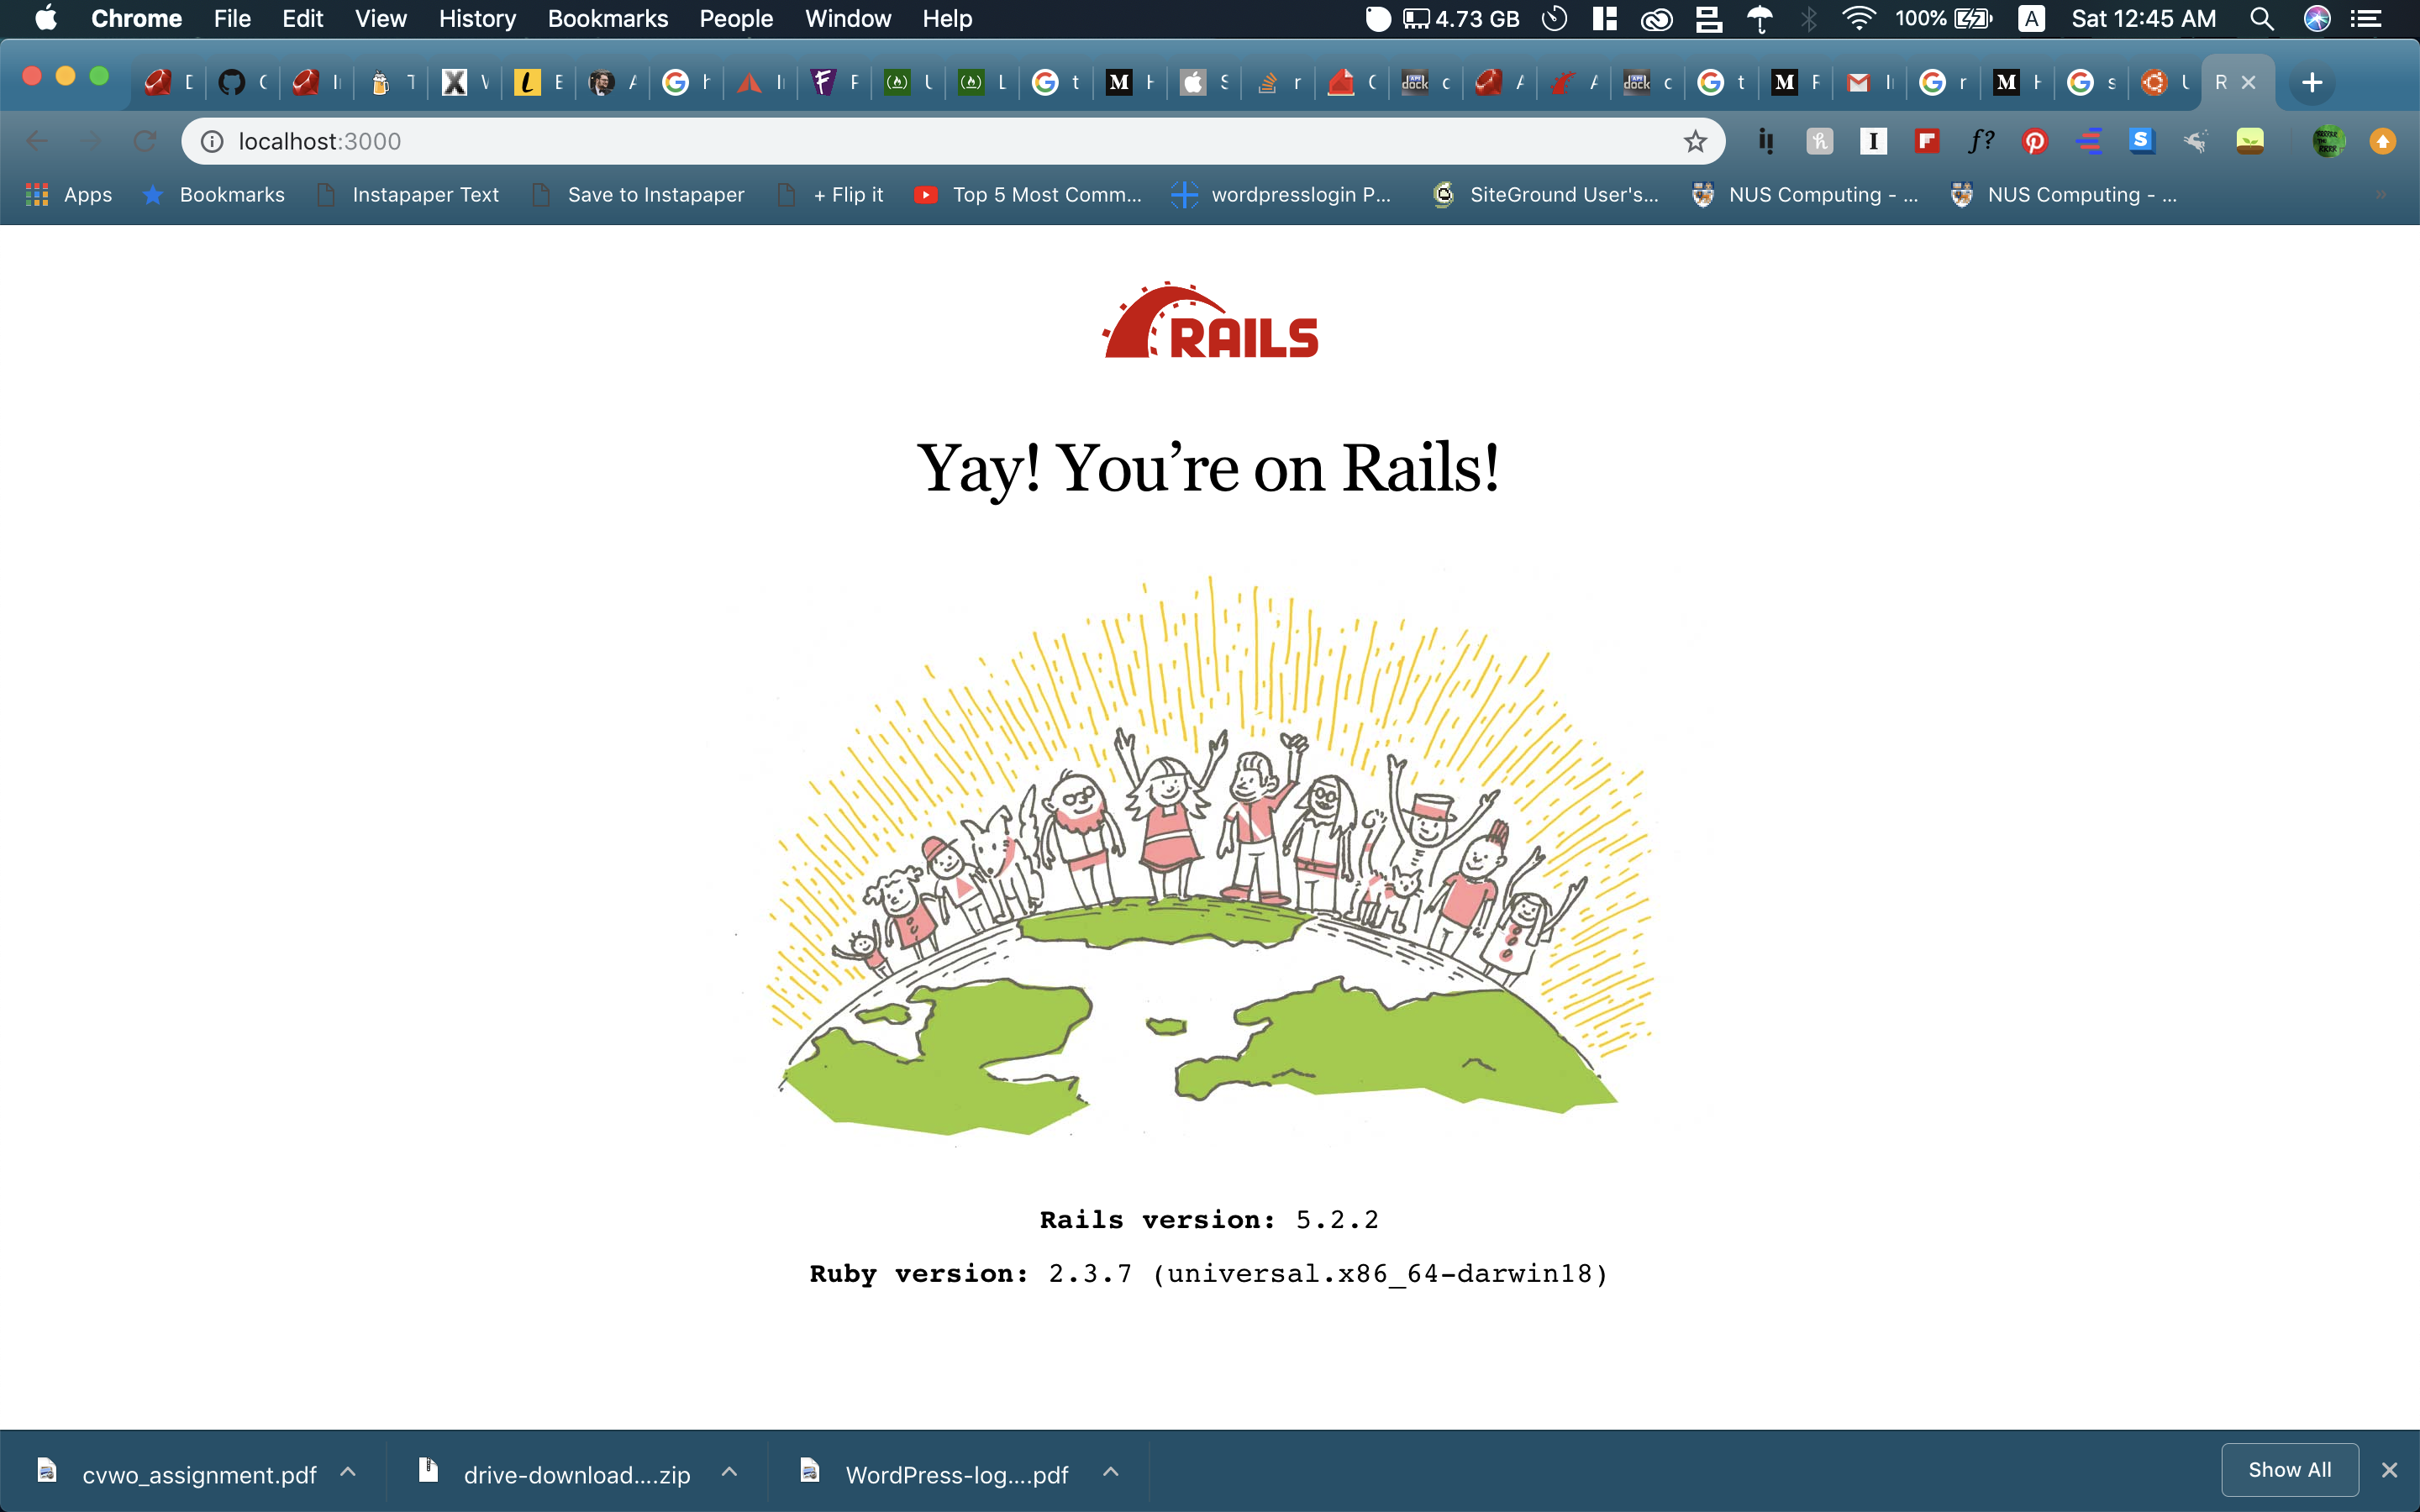 Chrome File Edit View History Bookmarks People Window Help 4.73 GB 100% A Sat 12:45 AM
localhost:3000
Apps Bookmarks Instapaper Text Save to Instapaper + Flip it Top 5 Most Comm... wordpresslogin P... SiteGround User's... NUS Computing - ... NUS Computing - ...
RAILS
Yay! You’re on Rails!
Rails version: 5.2.2
Ruby version: 2.3.7 (universal.x86_64-darwin18)
cvwo_assignment.pdf drive-download....zip WordPress-log....pdf Show All